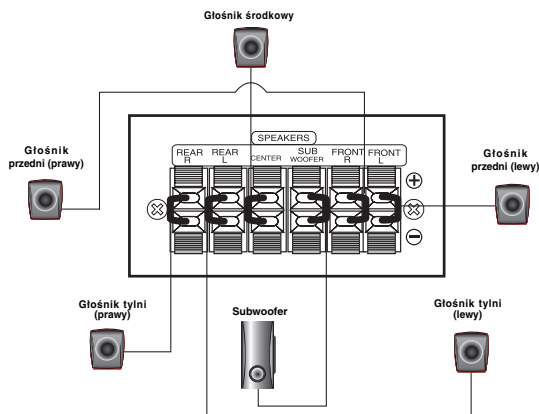 Głośnik środkowy
Głośnik
przedni (prawy)
SPEAKERS
REAR R
REAR L
CENTER
SUB WOOFER
FRONT R
FRONT L
Głośnik
przedni (lewy)
+
−
Głośnik tylni
(prawy)
Subwoofer
Głośnik tylni
(lewy)